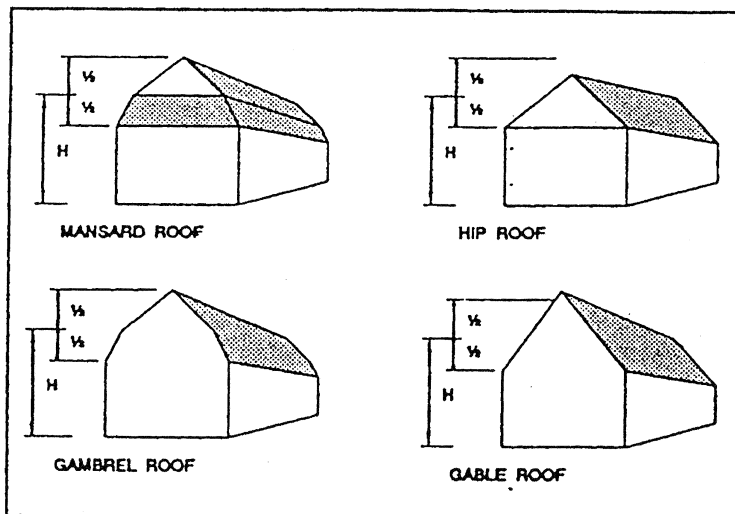 ½
½
H
MANSARD ROOF
½
½
H
HIP ROOF
½
½
H
GAMBREL ROOF
½
½
H
GABLE ROOF